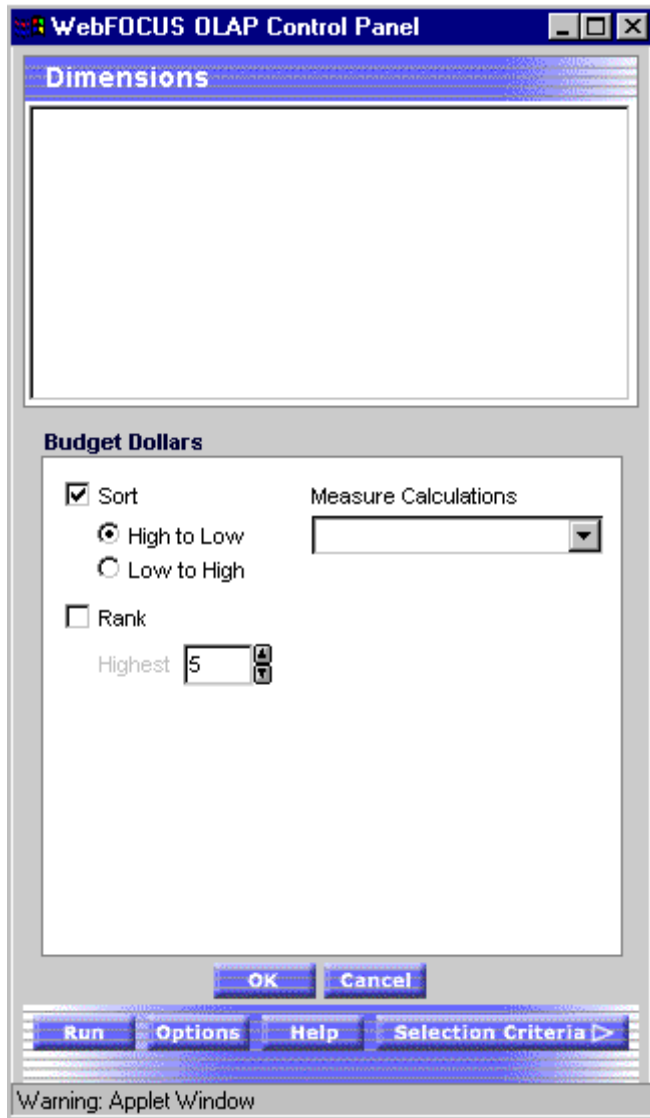 WebFOCUS OLAP Control Panel
Dimensions
Budget Dollars
Sort Measure Calculations
High to Low
Low to High
Rank
Highest 5
OK Cancel
Run Options Help Selection Criteria
Warning: Applet Window